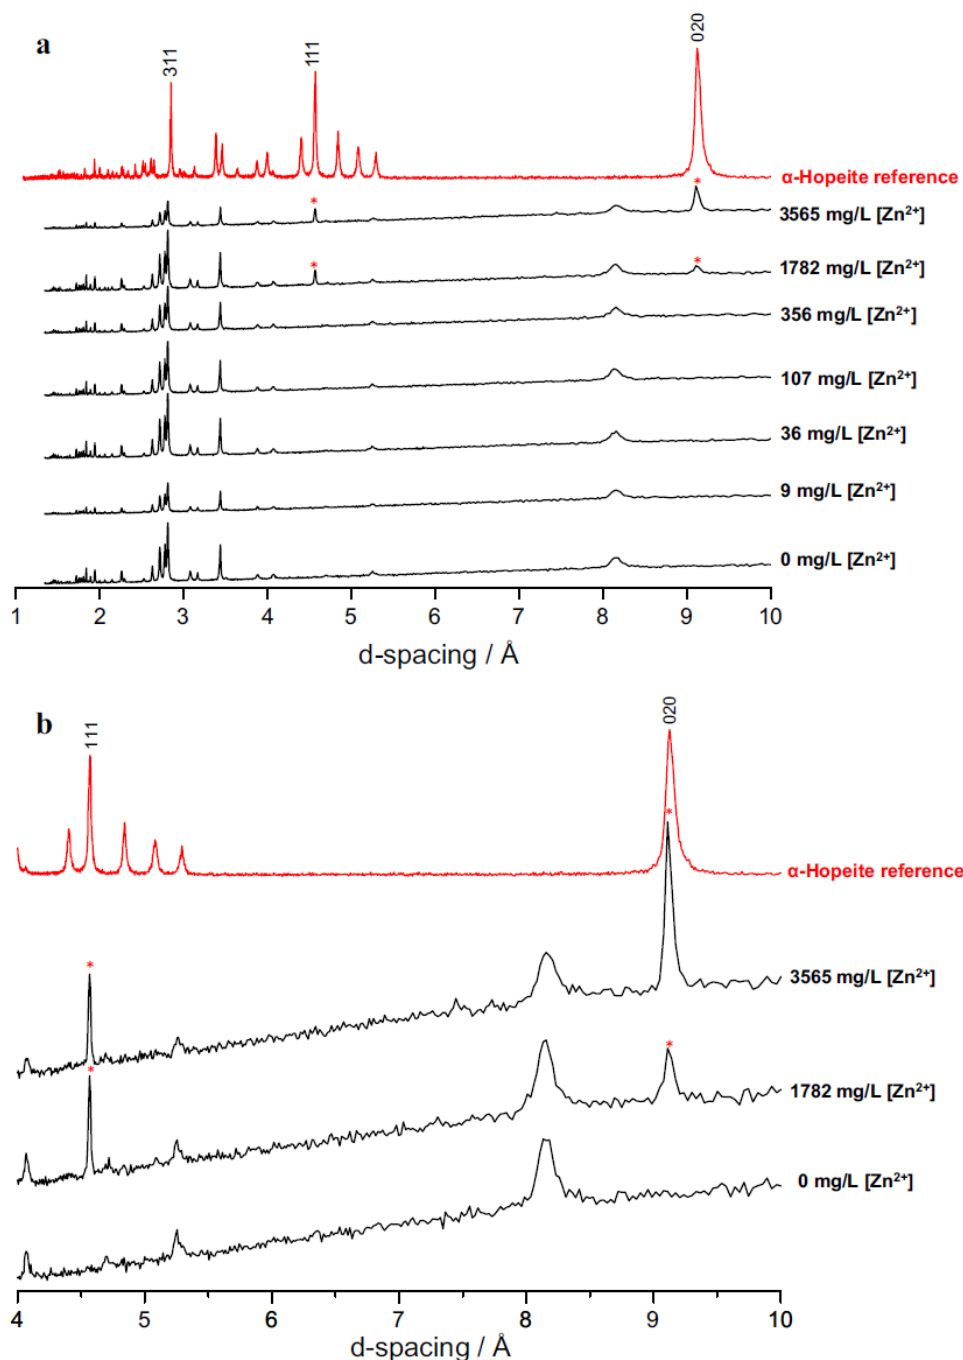 a
311
111
020
α-Hopeite reference
*
3565 mg/L [Zn²⁺]
*
*
1782 mg/L [Zn²⁺]
*
356 mg/L [Zn²⁺]
107 mg/L [Zn²⁺]
36 mg/L [Zn²⁺]
9 mg/L [Zn²⁺]
0 mg/L [Zn²⁺]
1 2 3 4 5 6 7 8 9 10
d-spacing / Å
b
111
020
*
α-Hopeite reference
*
3565 mg/L [Zn²⁺]
*
*
1782 mg/L [Zn²⁺]
0 mg/L [Zn²⁺]
4 5 6 7 8 9 10
d-spacing / Å